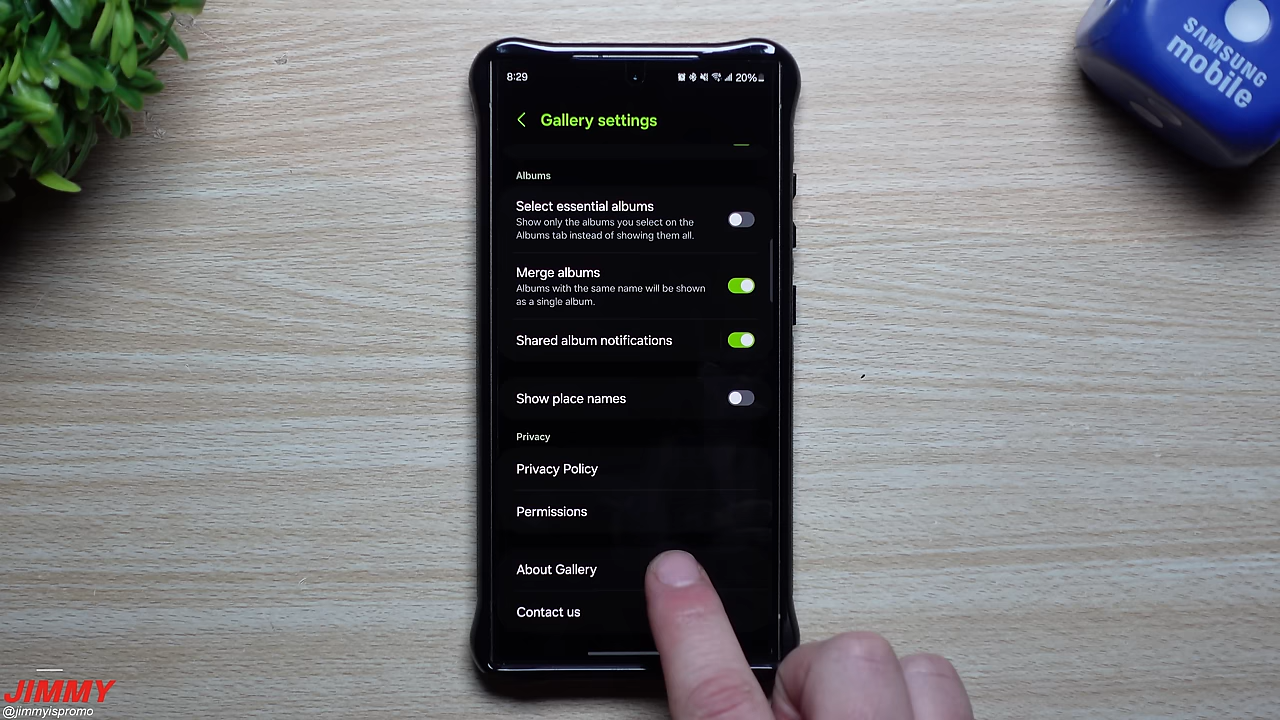 8:29
20%
Gallery settings
Albums
Select essential albums
Show only the albums you select on the
Albums tab instead of showing them all.
Merge albums
Albums with the same name will be shown
as a single album.
Shared album notifications
Show place names
Privacy
Privacy Policy
Permissions
About Gallery
Contact us
SAMSUNG
mobile
JIMMY
@jimmyispromo